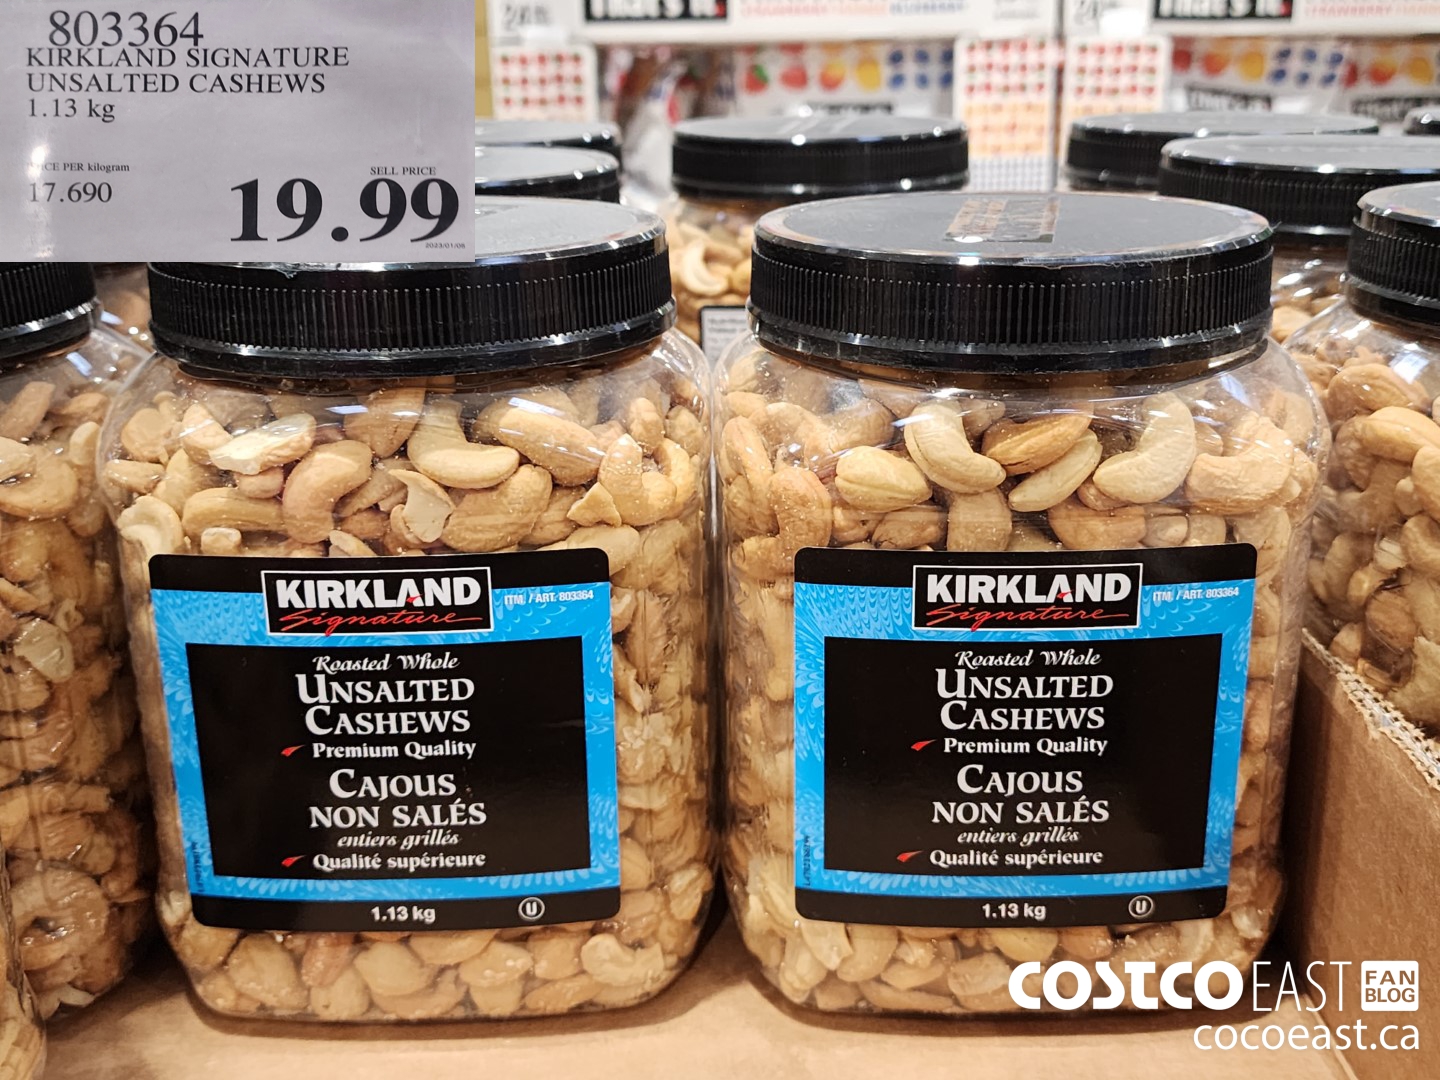 803364
KIRKLAND SIGNATURE
UNSALTED CASHEWS
1.13 kg
PER kilogram
SELL PRICE
17.690
19.99
2023/01/06
KIRKLAND
Signature
ITM. / ART. 803364
Roasted Whole
UNSALTED
CASHEWS
Premium Quality
CAJOUS
NON SALÉS
entiers grillés
Qualité supérieure
1.13 kg
U
KIRKLAND
Signature
ITM. / ART. 803364
Roasted Whole
UNSALTED
CASHEWS
Premium Quality
CAJOUS
NON SALÉS
entiers grillés
Qualité supérieure
1.13 kg
U
COSTCO EAST FAN BLOG
cocoeast.ca